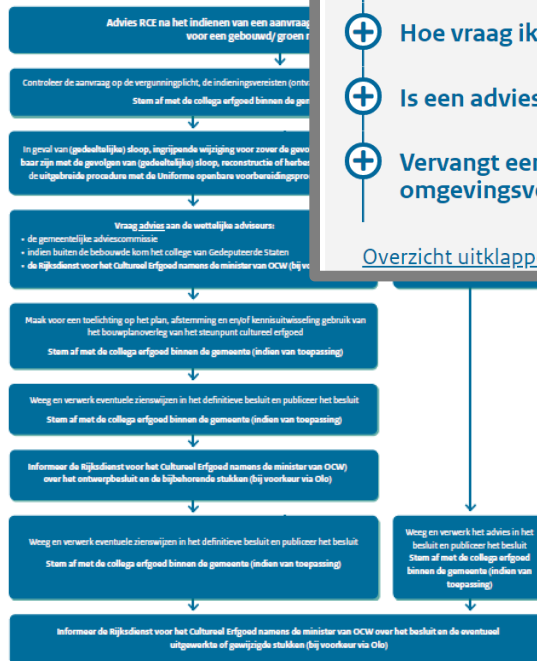 Advies RCE na het indienen van een aanvraag
voor een gebouwd/ groen
Controleer de aanvraag op de vergunningplicht, de indieningsvereisten
Stem af met de collega erfgoed binnen de
In geval van (gedeeltelijke) sloop, ingrijpende wijziging voor zover de
baar zijn met de gevolgen van (gedeeltelijke) sloop, reconstructie of
de uitgebreide procedure met de Uniforme openbare
Vraag advies aan de wettelijke adviseurs:
• de gemeentelijke adviescommissie
• indien buiten de bebouwde kom het college van Gedeputeerde Staten
• de Rijksdienst voor het Cultureel Erfgoed namens de minister van OCW (bij
Maak voor een toelichting op het plan, afstemming en en/of kennisuitwisseling gebruik van
het bouwplanoverleg van het steunpunt cultureel erfgoed
Stem af met de collega erfgoed binnen de gemeente (indien van toepassing)
Weeg en verwerk eventuele zienswijzen in het definitieve besluit en publiceer het besluit
Stem af met de collega erfgoed binnen de gemeente (indien van toepassing)
Informeer de Rijksdienst voor het Cultureel Erfgoed namens de minister van OCW)
over het ontwerpbesluit en de bijbehorende stukken (bij voorkeur via Olo)
Weeg en verwerk eventuele zienswijzen in het definitieve besluit en publiceer het besluit
Stem af met de collega erfgoed binnen de gemeente (indien van toepassing)
Weeg en verwerk het advies in het
besluit en publiceer het besluit
Stem af met de collega erfgoed
binnen de gemeente (indien van
toepassing)
Informeer de Rijksdienst voor het Cultureel Erfgoed namens de minister van OCW over het besluit en de eventueel
uitgewerkte of gewijzigde stukken (bij voorkeur via Olo)
Hoe vraag ik
Is een advies
Vervangt een
omgevingsve
Overzicht uitklapp